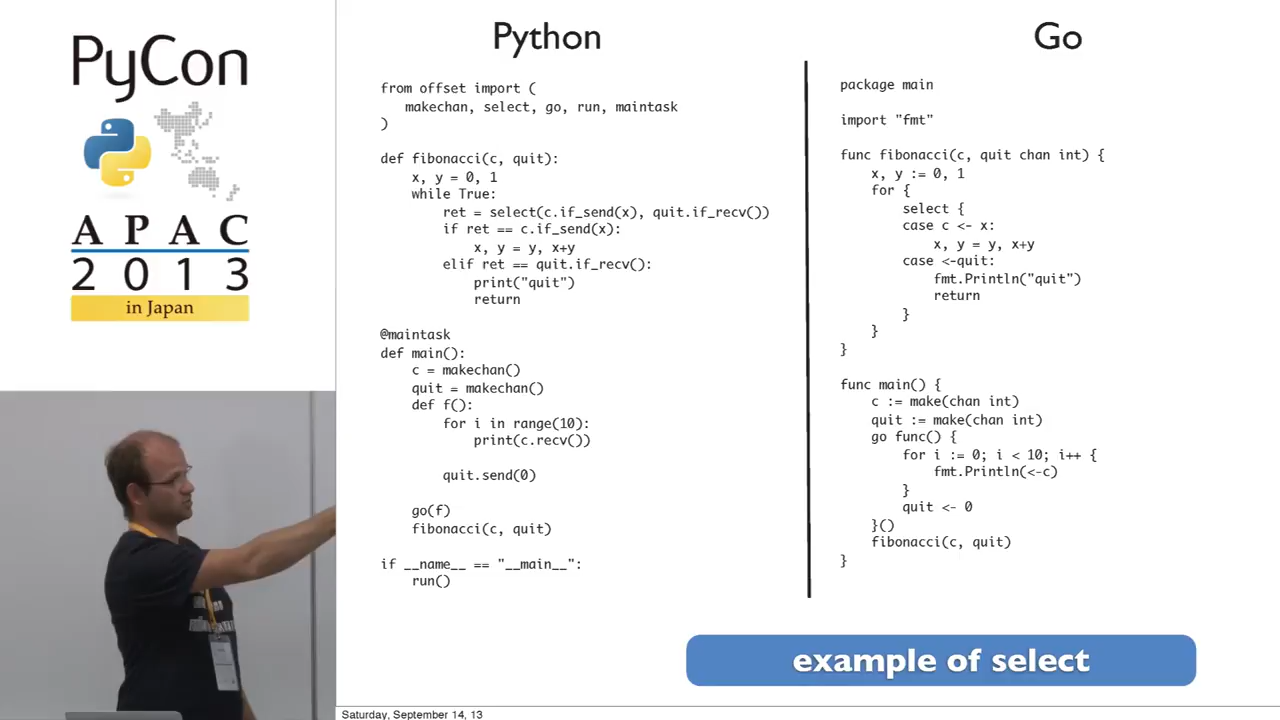 PyCon
APAC
2013
in Japan
Python
from offset import (
makechan, select, go, run, maintask
)
def fibonacci(c, quit):
x, y = 0, 1
while True:
ret = select(c.if_send(x), quit.if_recv())
if ret == c.if_send(x):
x, y = y, x+y
elif ret == quit.if_recv():
print("quit")
return
@maintask
def main():
c = makechan()
quit = makechan()
def f():
for i in range(10):
print(c.recv())
quit.send(0)
go(f)
fibonacci(c, quit)
if __name__ == "__main__":
run()
Go
package main
import "fmt"
func fibonacci(c, quit chan int) {
x, y := 0, 1
for {
select {
case c <- x:
x, y = y, x+y
case <-quit:
fmt.Println("quit")
return
}
}
}
func main() {
c := make(chan int)
quit := make(chan int)
go func() {
for i := 0; i < 10; i++ {
fmt.Println(<-c)
}
quit <- 0
}()
fibonacci(c, quit)
}
example of select
Saturday, September 14, 13